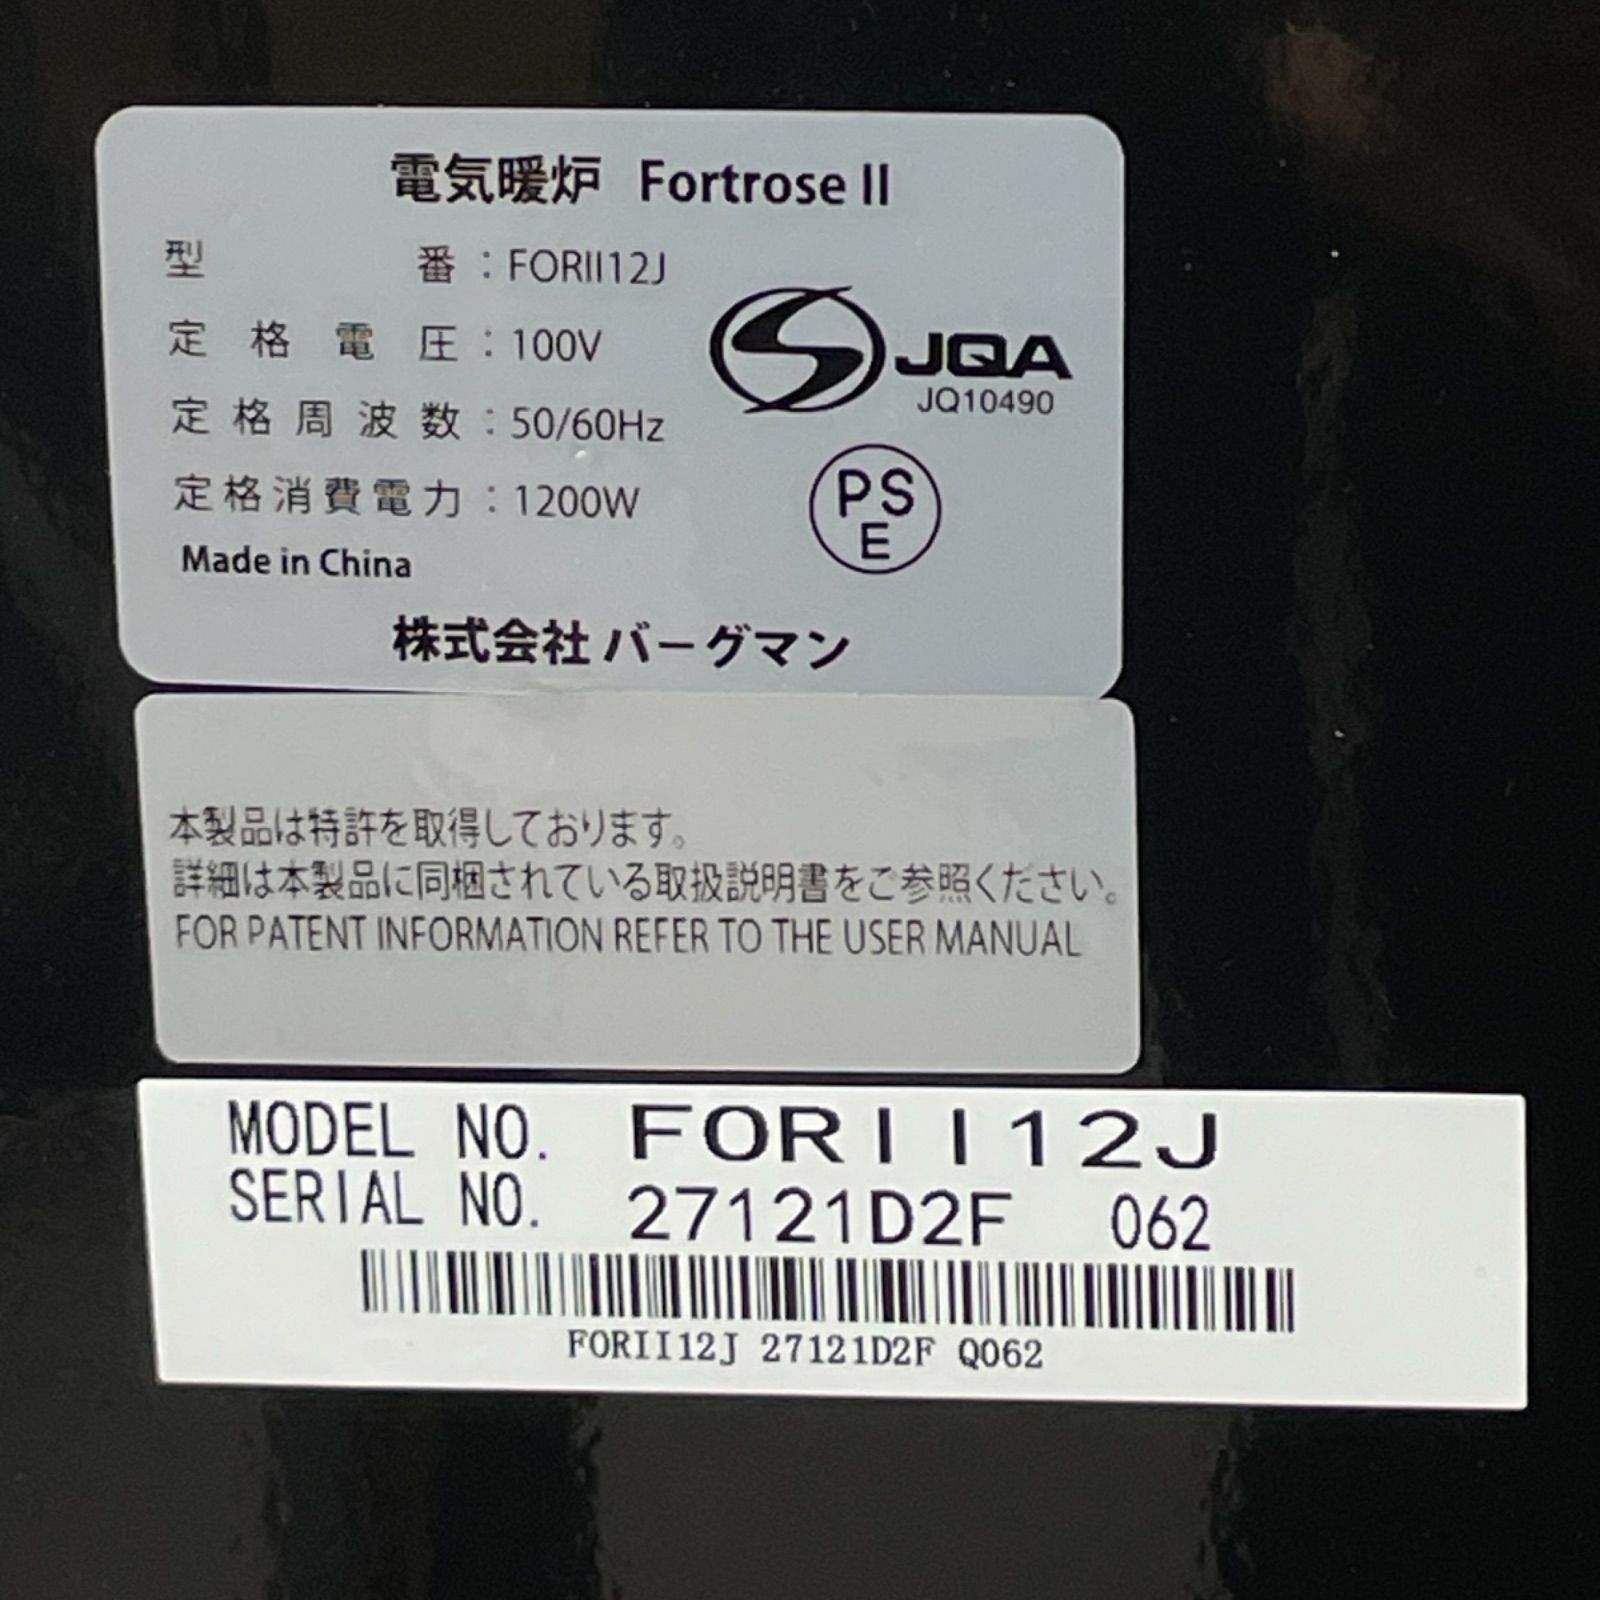 電気暖炉 Fortrose II
型番：FORII12J
定格電圧：100V
定格周波数：50/60Hz
定格消費電力：1200W
Made in China
JQA
JQ10490
PS
E
株式会社 バーグマン
本製品は特許を取得しております。
詳細は本製品に同梱されている取扱説明書をご参照ください。
FOR PATENT INFORMATION REFER TO THE USER MANUAL
MODEL NO. FORII12J
SERIAL NO. 27121D2F 062
FORII12J 27121D2F Q062